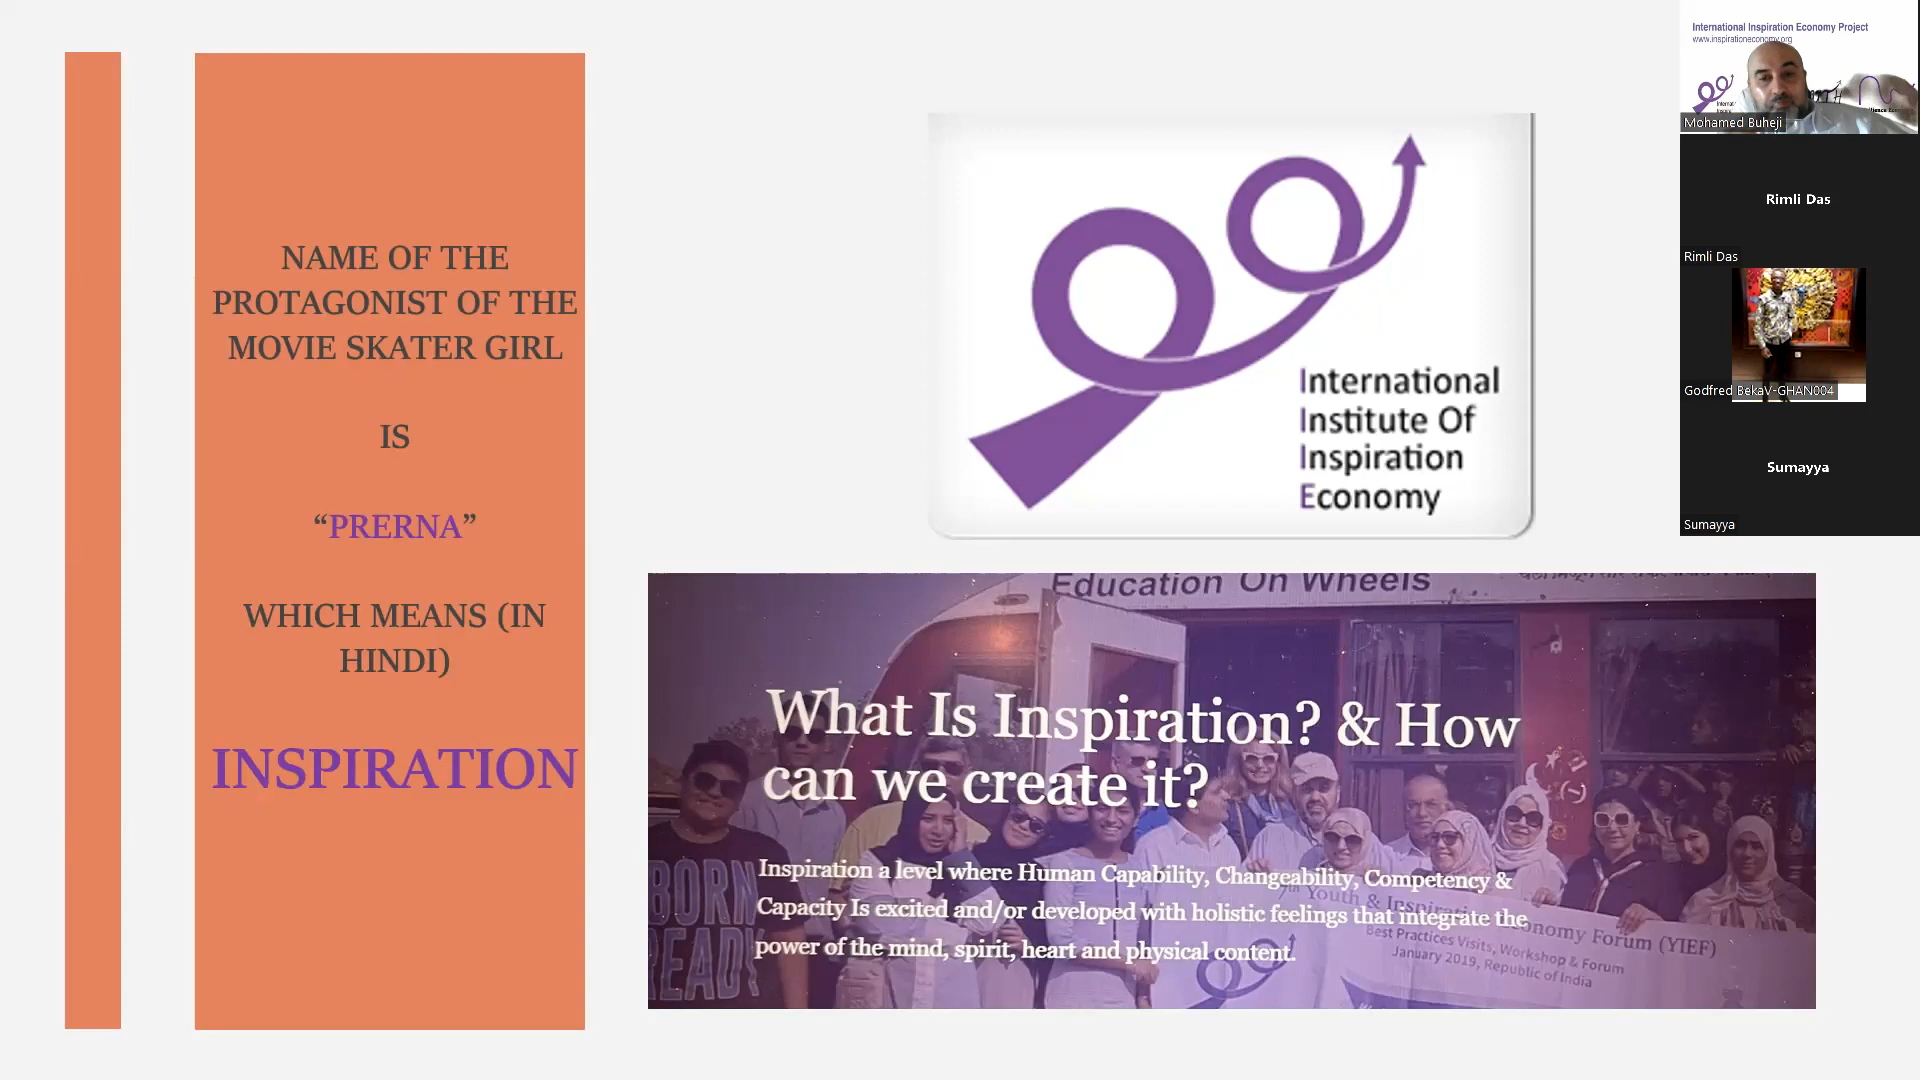 NAME OF THE
PROTAGONIST OF THE
MOVIE SKATER GIRL
IS
“PRERNA”
WHICH MEANS (IN
HINDI)
INSPIRATION
International
Institute Of
Inspiration
Economy
Education On Wheels
What Is Inspiration? & How
can we create it?
Inspiration a level where Human Capability, Changeability, Competency &
Capacity Is excited and/or developed with holistic feelings that integrate the
power of the mind, spirit, heart and physical content.
BORN
READY
Youth & Inspiration Economy Forum (YIEF)
Best Practices Visits, Workshop & Forum
January 2019, Republic of India
International Inspiration Economy Project
www.inspirationeconomy.org
Mohamed Buheji
Rimli Das
Rimli Das
Godfred BekaV-GHAN004
Sumayya
Sumayya